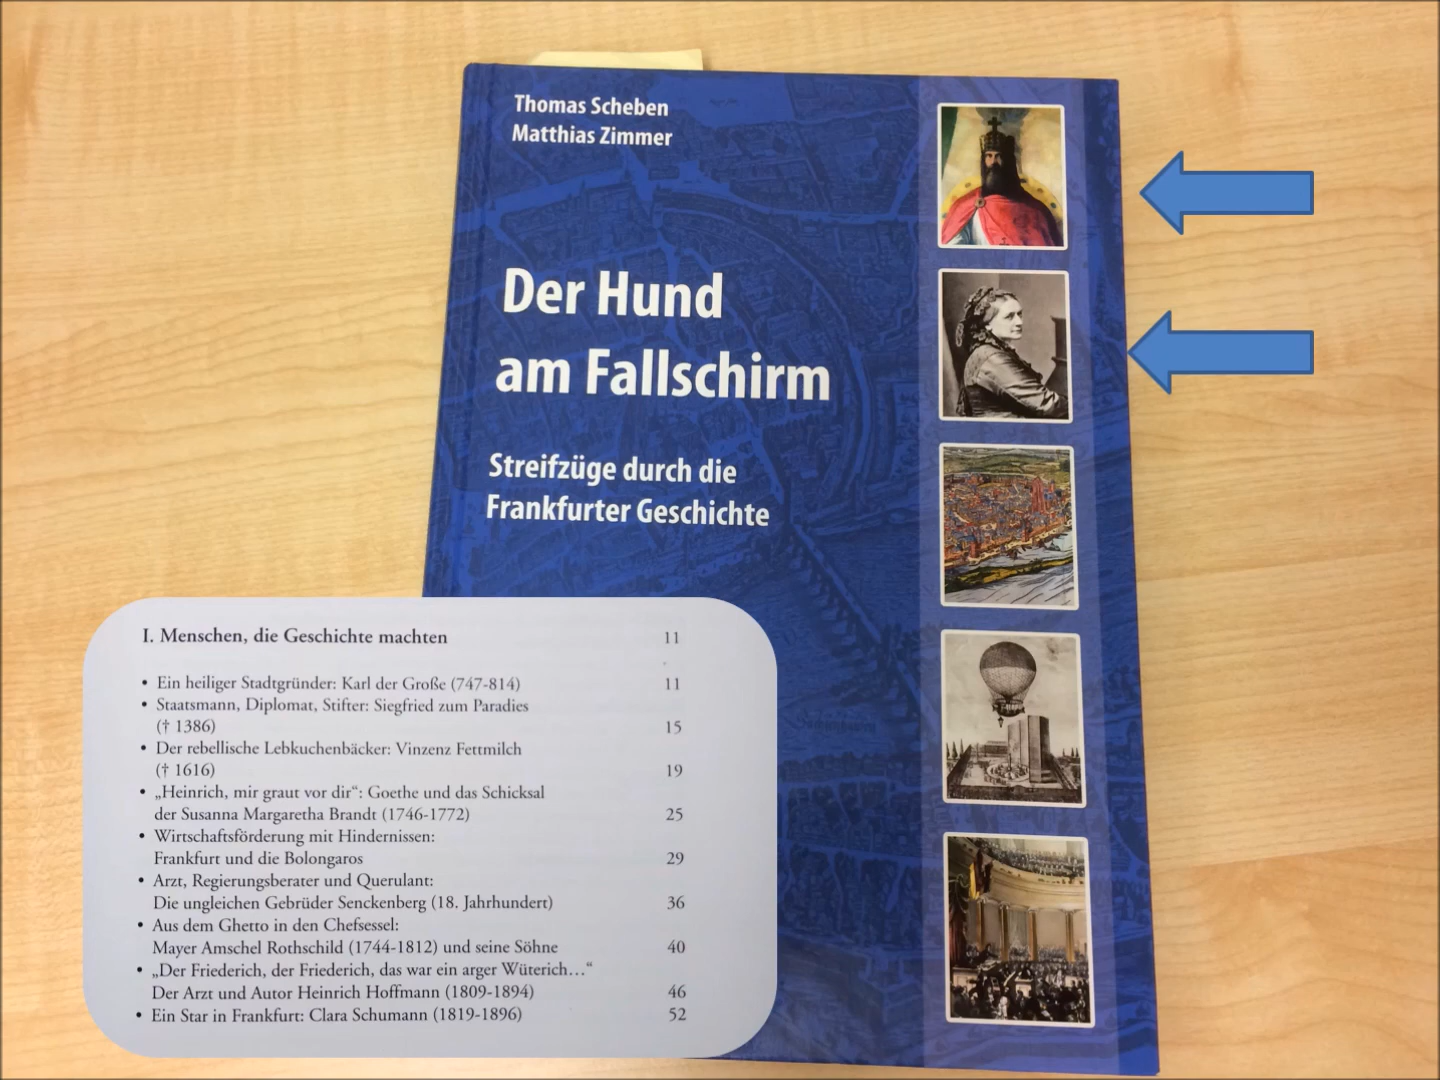 Thomas Scheben
Matthias Zimmer
Der Hund
am Fallschirm
Streifzüge durch die
Frankfurter Geschichte
I. Menschen, die Geschichte machten 11
• Ein heiliger Stadtgründer: Karl der Große (747-814) 11
• Staatsmann, Diplomat, Stifter: Siegfried zum Paradies
(† 1386) 15
• Der rebellische Lebkuchenbäcker: Vinzenz Fettmilch
(† 1616) 19
• „Heinrich, mir graut vor dir“: Goethe und das Schicksal
der Susanna Margaretha Brandt (1746-1772) 25
• Wirtschaftsförderung mit Hindernissen:
Frankfurt und die Bolongaros 29
• Arzt, Regierungsberater und Querulant:
Die ungleichen Gebrüder Senckenberg (18. Jahrhundert) 36
• Aus dem Ghetto in den Chefsessel:
Mayer Amschel Rothschild (1744-1812) und seine Söhne 40
• „Der Friederich, der Friederich, das war ein arger Wüterich…“
Der Arzt und Autor Heinrich Hoffmann (1809-1894) 46
• Ein Star in Frankfurt: Clara Schumann (1819-1896) 52